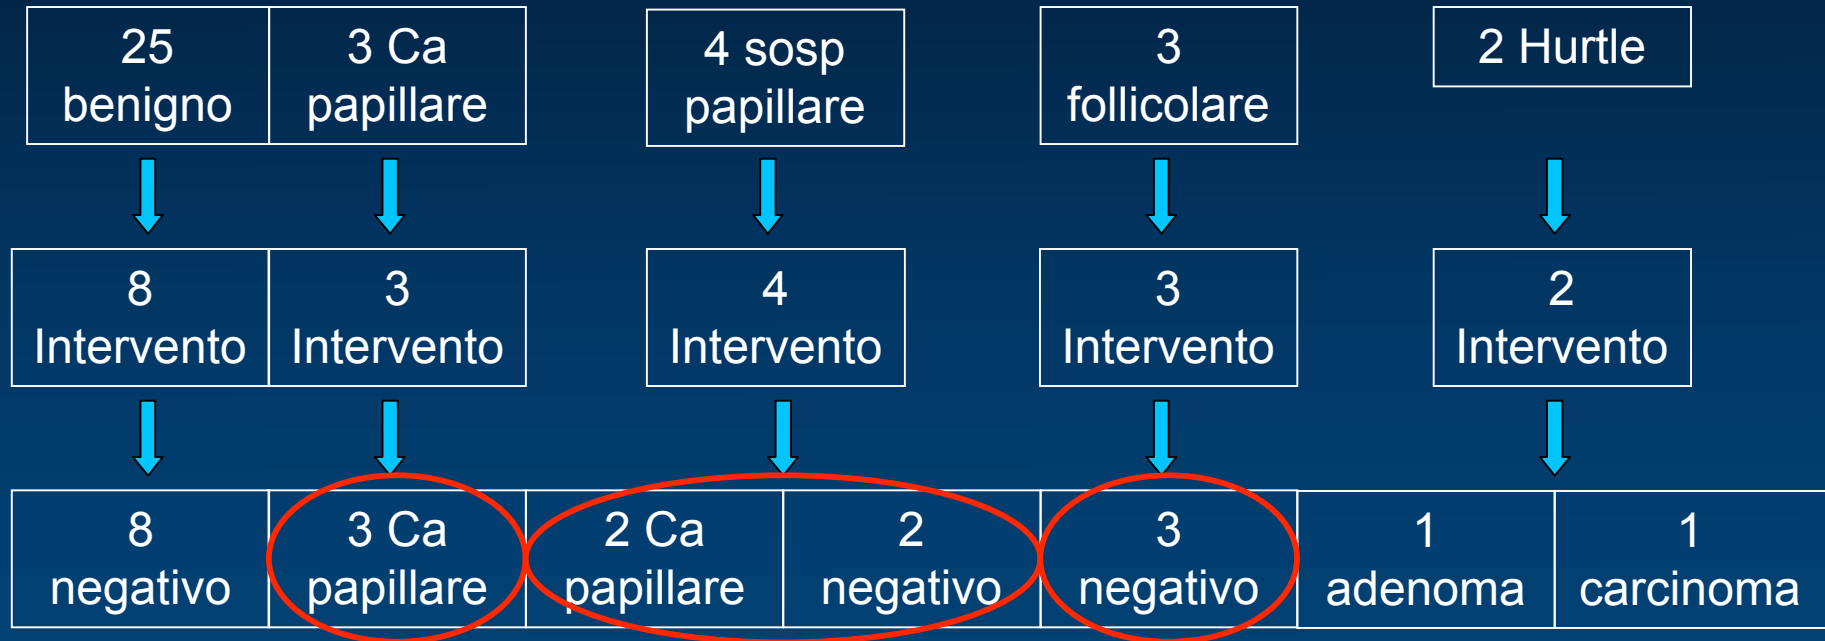 25
benigno
3 Ca
papillare
4 sosp
papillare
3
follicolare
2 Hurtle
8
Intervento
3
Intervento
4
Intervento
3
Intervento
2
Intervento
8
negativo
3 Ca
papillare
2 Ca
papillare
2
negativo
3
negativo
1
adenoma
1
carcinoma